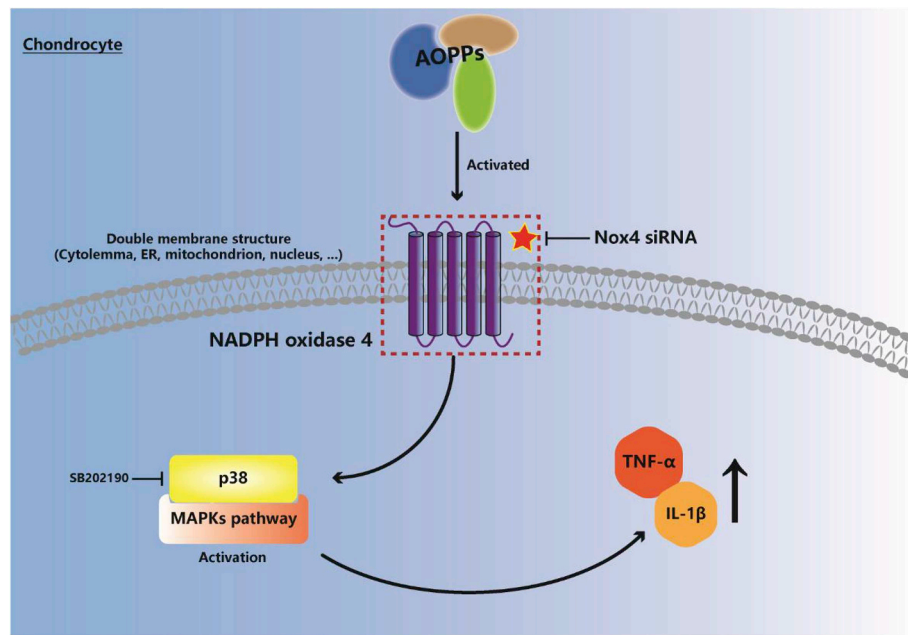 Chondrocyte
AOPPs
Activated
Double membrane structure
(Cytolemma, ER, mitochondrion, nucleus, ...)
Nox4 siRNA
NADPH oxidase 4
SB202190
p38
MAPKs pathway
Activation
TNF-α
IL-1β